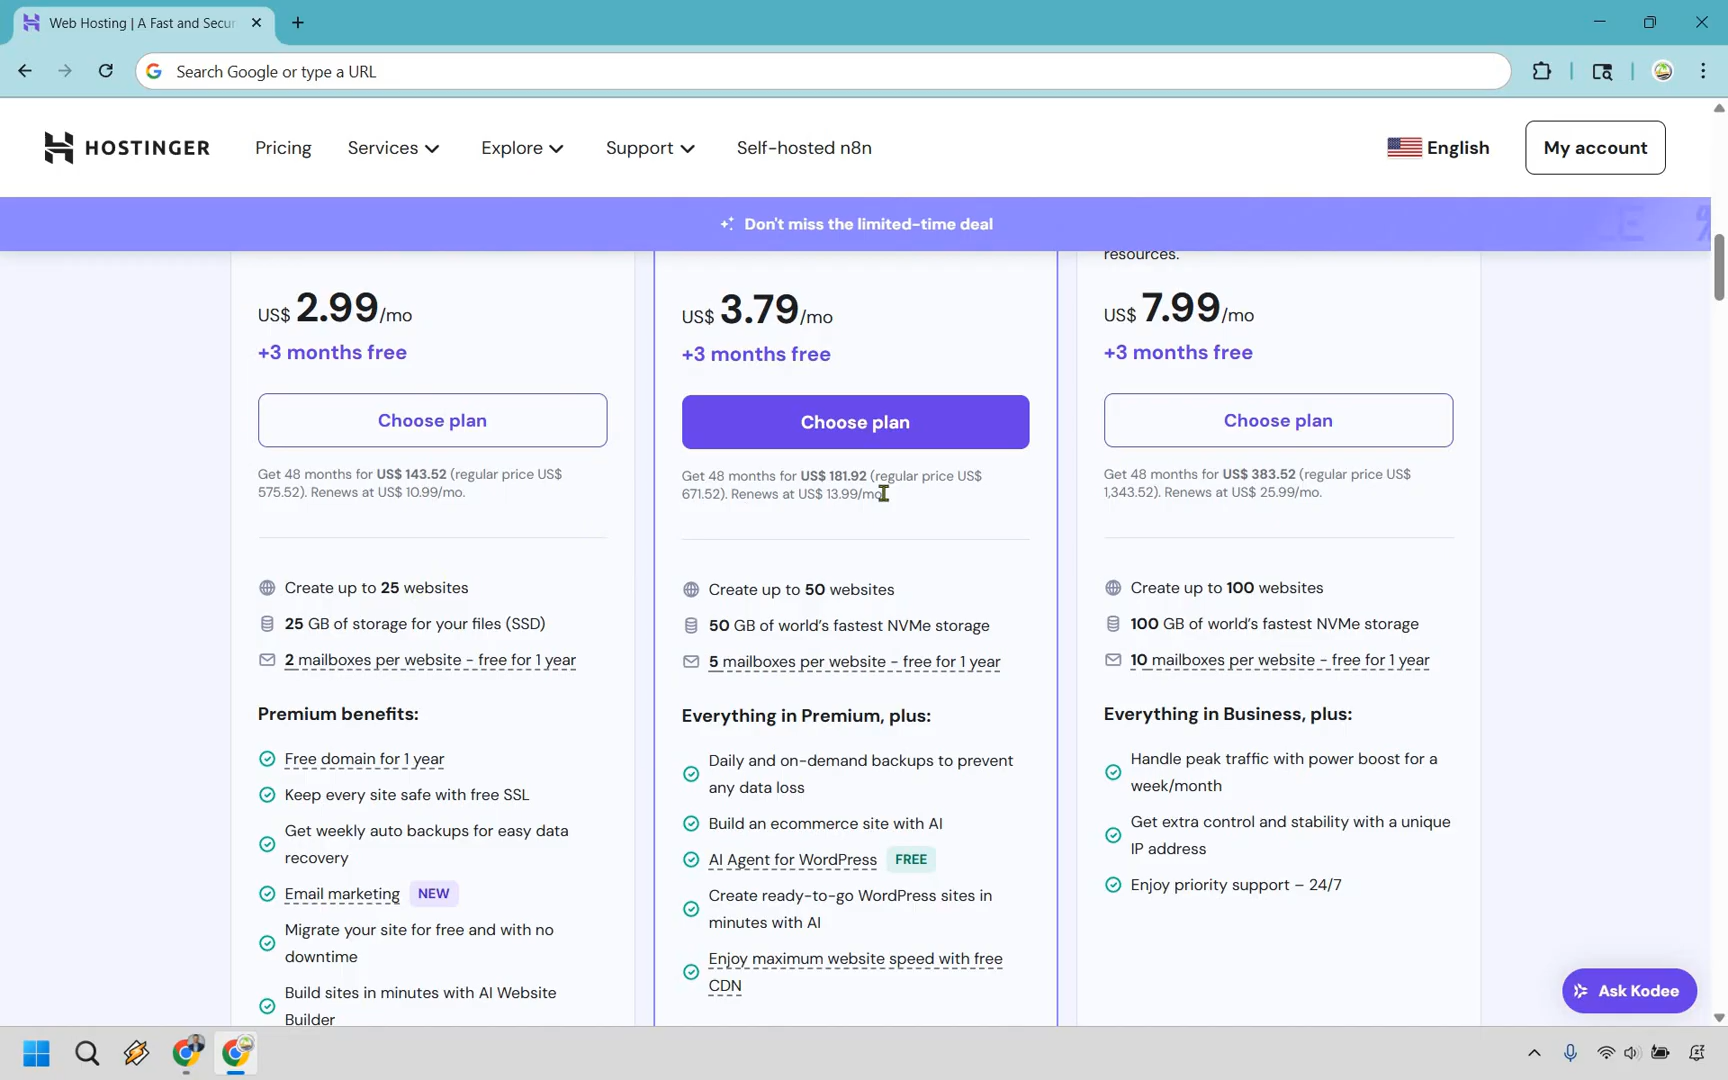 Web Hosting | A Fast and Secur
Search Google or type a URL
HOSTINGER
Pricing
Services
Explore
Support
Self-hosted n8n
English
My account
Don't miss the limited-time deal
US$ 2.99/mo
+3 months free
Choose plan
Get 48 months for US$ 143.52 (regular price US$
575.52). Renews at US$ 10.99/mo.
Create up to 25 websites
25 GB of storage for your files (SSD)
2 mailboxes per website - free for 1 year
Premium benefits:
Free domain for 1 year
Keep every site safe with free SSL
Get weekly auto backups for easy data
recovery
Email marketing NEW
Migrate your site for free and with no
downtime
Build sites in minutes with AI Website
Builder
US$ 3.79/mo
+3 months free
Choose plan
Get 48 months for US$ 181.92 (regular price US$
671.52). Renews at US$ 13.99/mo.
Create up to 50 websites
50 GB of world's fastest NVMe storage
5 mailboxes per website - free for 1 year
Everything in Premium, plus:
Daily and on-demand backups to prevent
any data loss
Build an ecommerce site with AI
AI Agent for WordPress FREE
Create ready-to-go WordPress sites in
minutes with AI
Enjoy maximum website speed with free
CDN
resources.
US$ 7.99/mo
+3 months free
Choose plan
Get 48 months for US$ 383.52 (regular price US$
1,343.52). Renews at US$ 25.99/mo.
Create up to 100 websites
100 GB of world's fastest NVMe storage
10 mailboxes per website - free for 1 year
Everything in Business, plus:
Handle peak traffic with power boost for a
week/month
Get extra control and stability with a unique
IP address
Enjoy priority support – 24/7
Ask Kodee